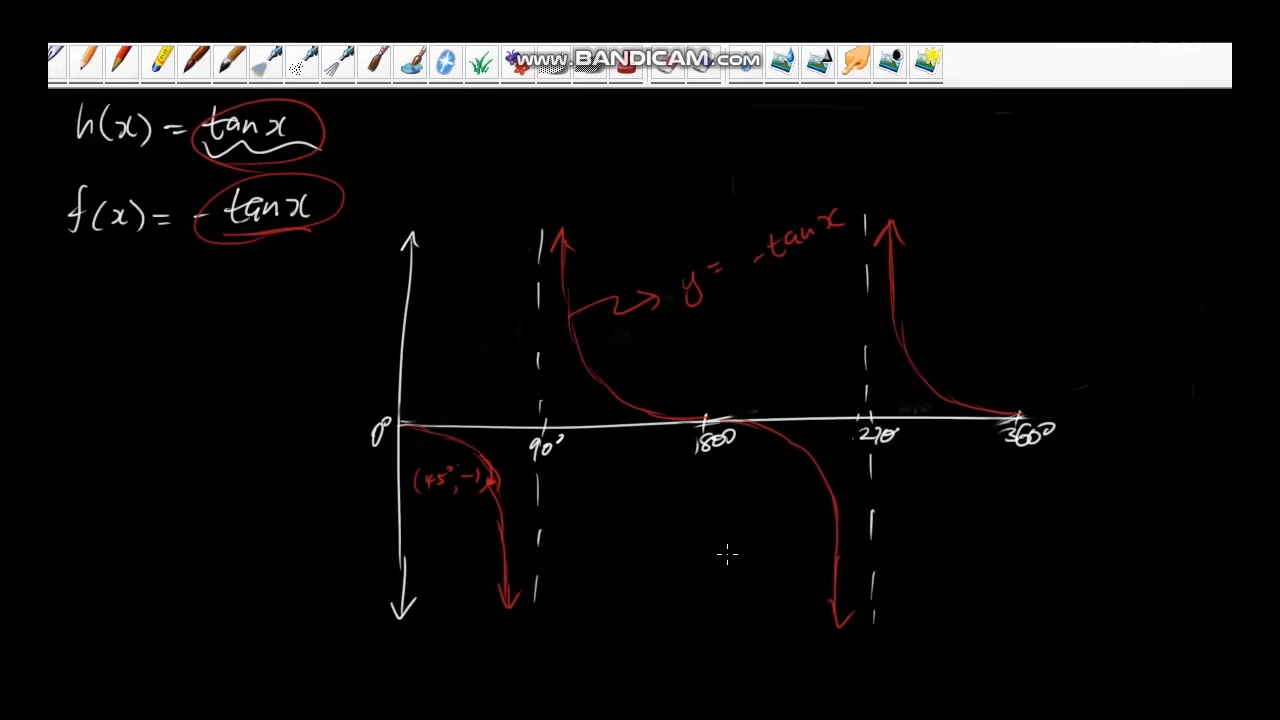 www.BANDICAM.com
h(x) = tan x
f(x) = - tan x
y = -tan x
0° 90° 180° 270° 360°
(45°; -1)